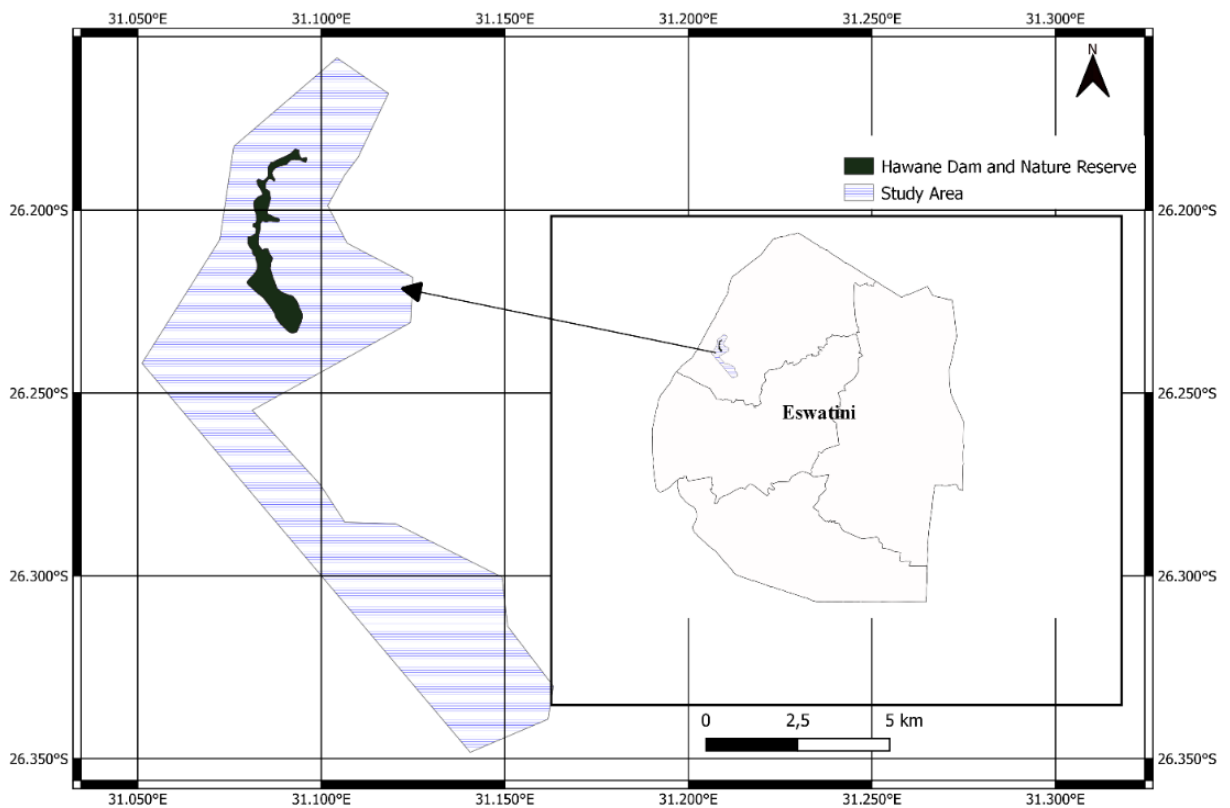 31.050°E 31.100°E 31.150°E 31.200°E 31.250°E 31.300°E
N
Hawane Dam and Nature Reserve
Study Area
26.200°S 26.200°S
Eswatini
26.250°S 26.250°S
26.300°S 26.300°S
0 2,5 5 km
26.350°S 26.350°S
31.050°E 31.100°E 31.150°E 31.200°E 31.250°E 31.300°E